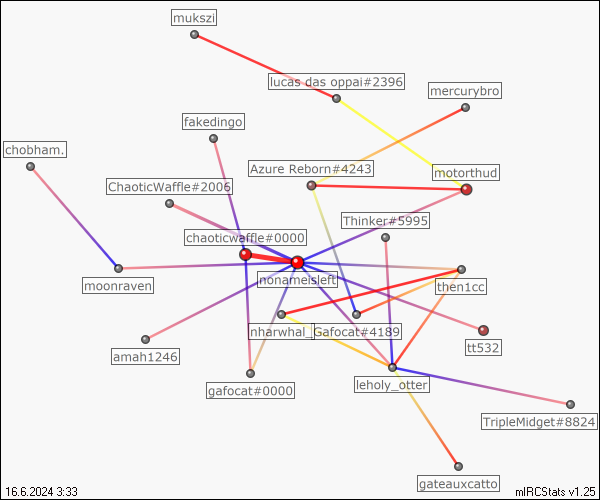 mukszi
lucas das oppai#2396
mercurybro
fakedingo
chobham.
Azure Reborn#4243
motorthud
ChaoticWaffle#2006
Thinker#5995
chaoticwaffle#0000
nonameisleft
moonraven
then1cc
nharwhal_
Gafocat#4189
tt532
amah1246
gafocat#0000
leholy_otter
TripleMidget#8824
gateauxcatto
16.6.2024 3:33
mIRCStats v1.25